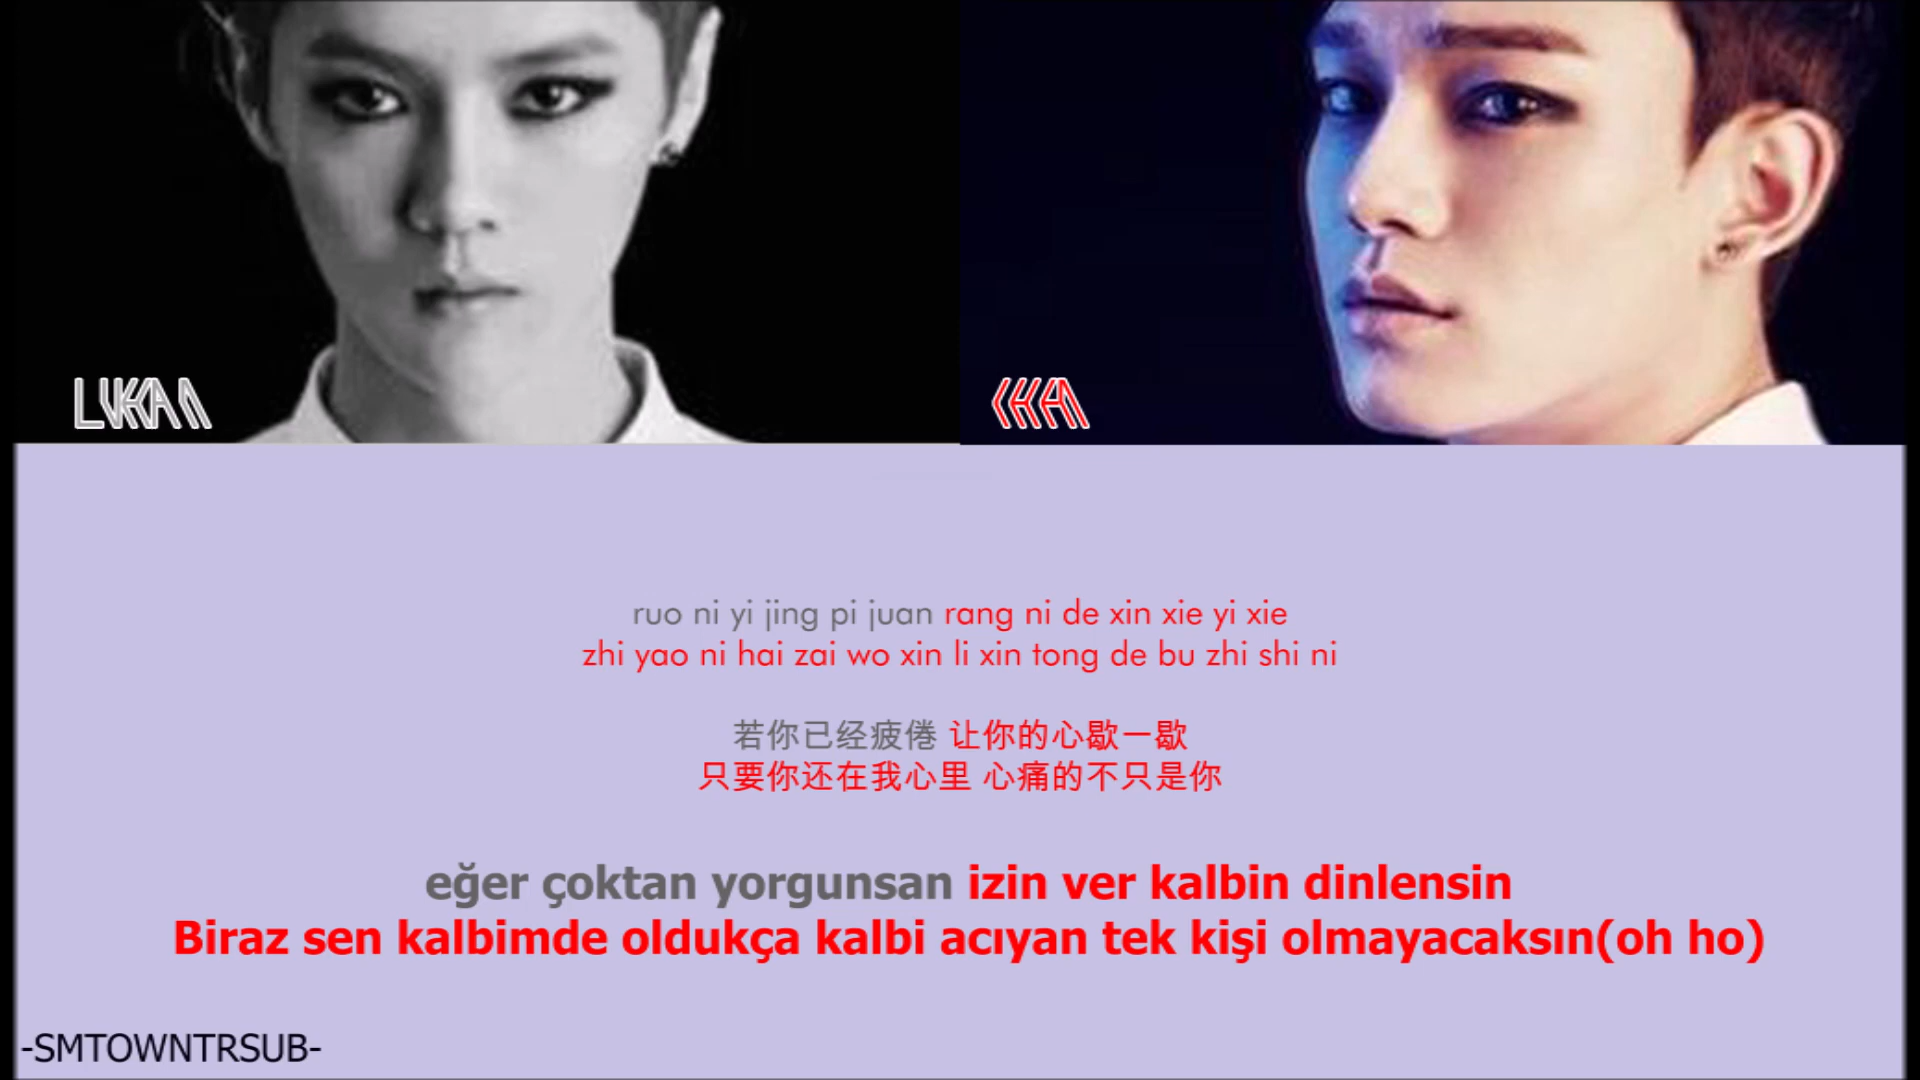 LUHAN
CHEN
ruo ni yi jing pi juan rang ni de xin xie yi xie
zhi yao ni hai zai wo xin li xin tong de bu zhi shi ni
若你已经疲倦 让你的心歇一歇
只要你还在我心里 心痛的不只是你
eğer çoktan yorgunsan izin ver kalbin dinlensin
Biraz sen kalbimde oldukça kalbi acıyan tek kişi olmayacaksın(oh ho)
-SMTOWNTRSUB-